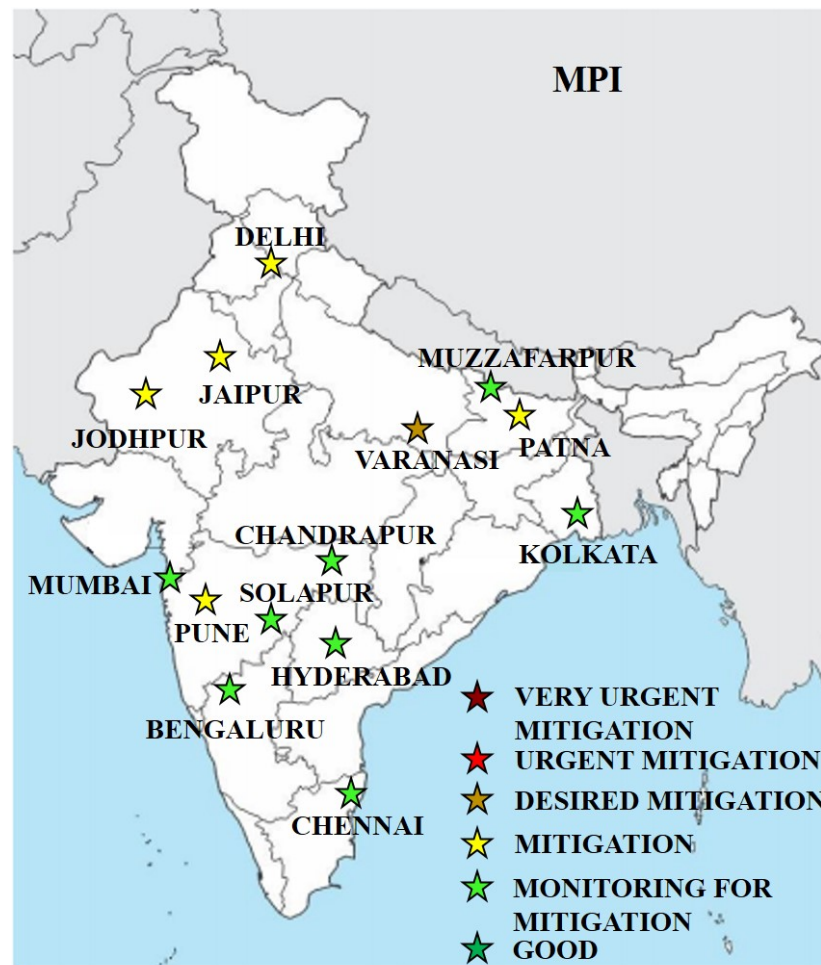 MPI
DELHI
MUZZAFARPUR
JAIPUR
JODHPUR
PATNA
VARANASI
CHANDRAPUR
KOLKATA
MUMBAI
SOLAPUR
PUNE
HYDERABAD
BENGALURU
CHENNAI
VERY URGENT
MITIGATION
URGENT MITIGATION
DESIRED MITIGATION
MITIGATION
MONITORING FOR
MITIGATION
GOOD